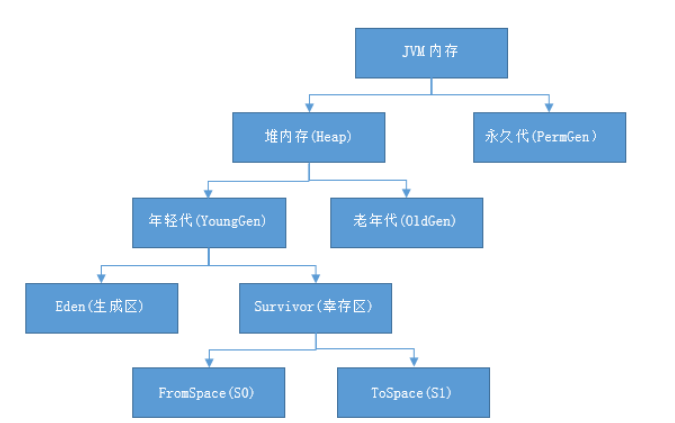 JVM 内存
堆内存(Heap)
永久代(PermGen)
年轻代(YoungGen)
老年代(OldGen)
Eden(生成区)
Survivor(幸存区)
FromSpace(S0)
ToSpace(S1)